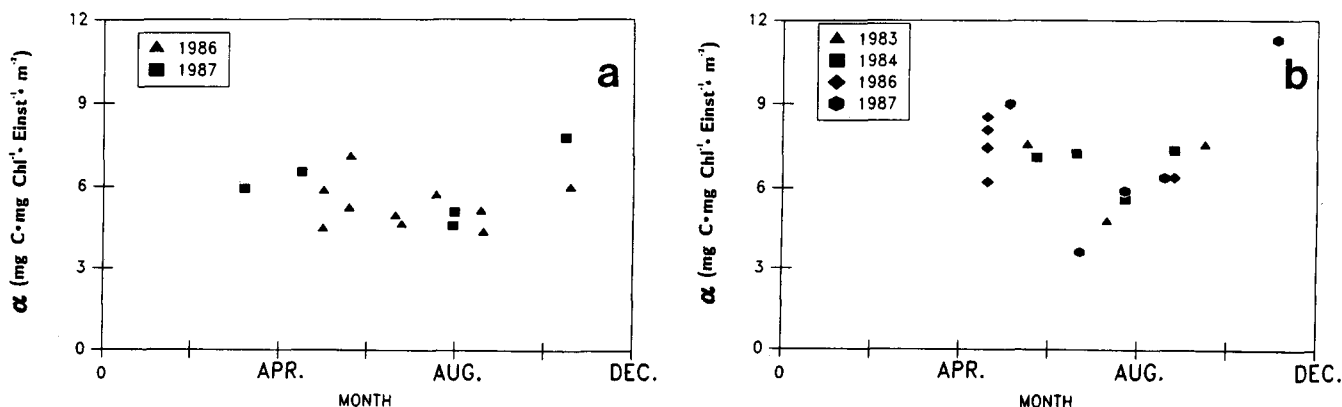 12
9
6
3
0
α (mg C•mg Chl⁻¹• Einst⁻¹• m⁻²)
▲ 1986
■ 1987
a
0
APR.
AUG.
DEC.
MONTH
12
9
6
3
0
α (mg C•mg Chl⁻¹• Einst⁻¹• m⁻²)
▲ 1983
■ 1984
◆ 1986
⬢ 1987
b
0
APR.
AUG.
DEC.
MONTH